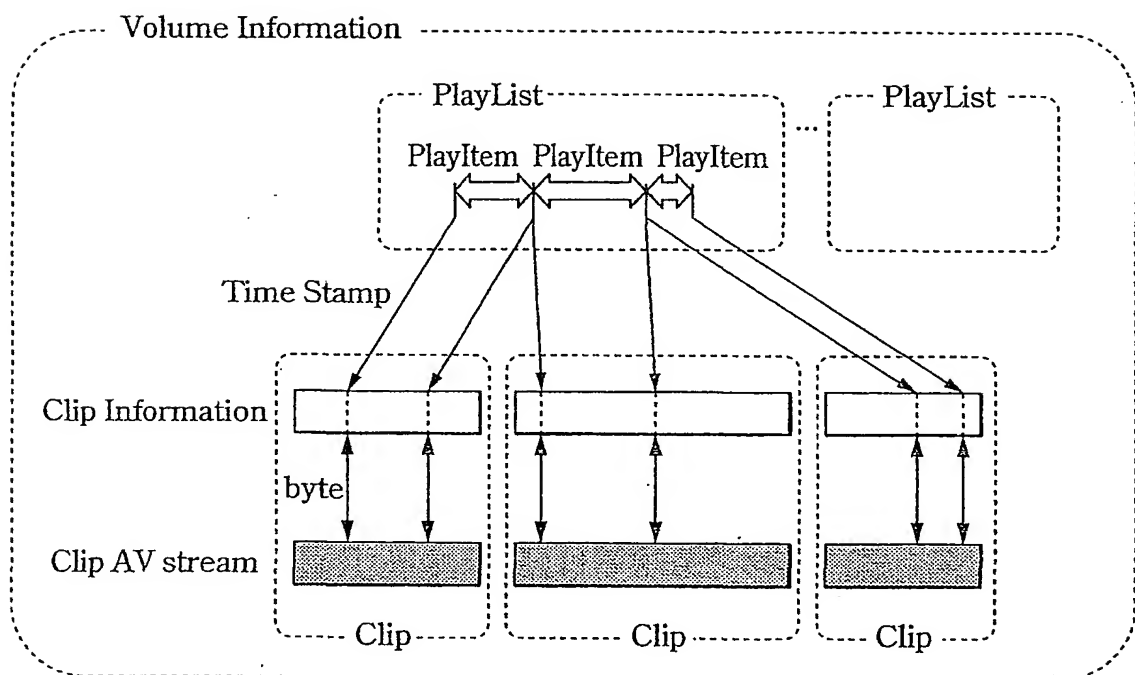 Volume Information
PlayList
...
PlayList
PlayItem PlayItem PlayItem
Time Stamp
Clip Information
byte
Clip AV stream
Clip
Clip
Clip